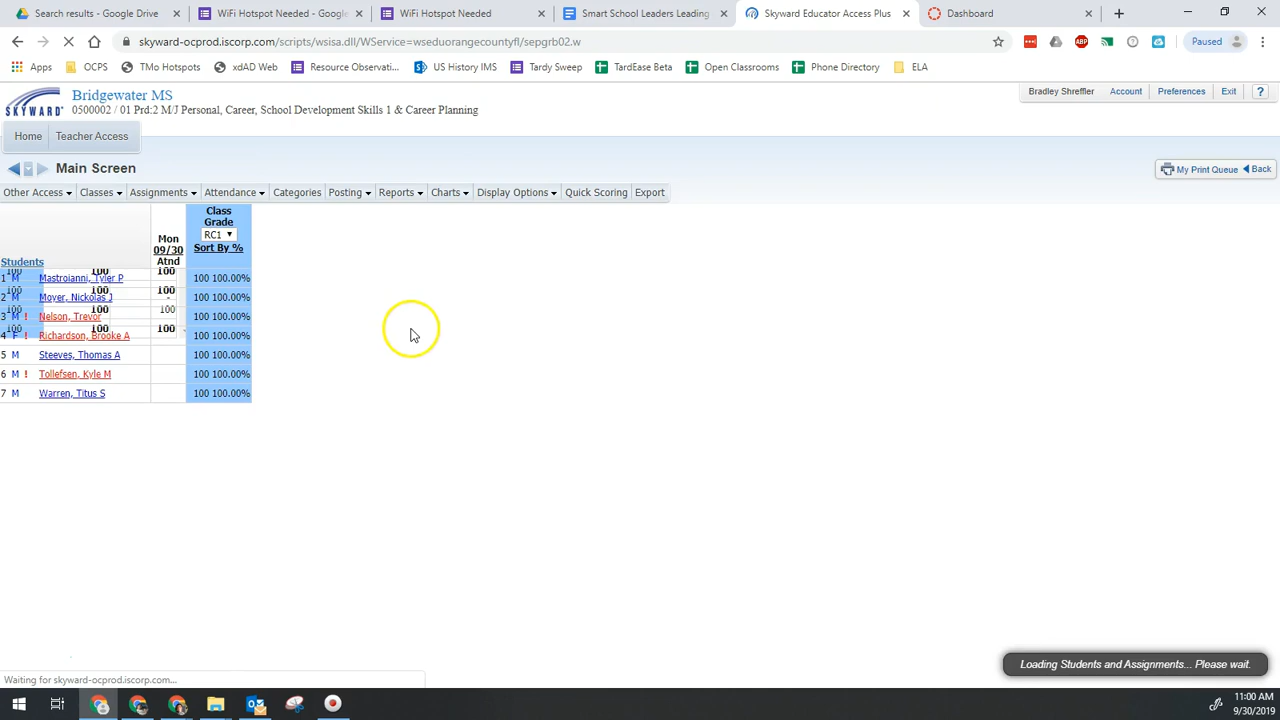 Search results - Google Drive
WiFi Hotspot Needed - Google
WiFi Hotspot Needed
Smart School Leaders Leading
Skyward Educator Access Plus
Dashboard
skyward-ocprod.iscorp.com/scripts/wsisa.dll/WService=wseduorangecountyfl/sepgrb02.w
Paused
Apps OCPS TMo Hotspots xdAD Web Resource Observati... US History IMS Tardy Sweep TardEase Beta Open Classrooms Phone Directory ELA
SKYWARD
Bridgewater MS
0500002 / 01 Prd:2 M/J Personal, Career, School Development Skills 1 & Career Planning
Bradley Shreffler Account Preferences Exit ?
Home Teacher Access
Main Screen
My Print Queue Back
Other Access Classes Assignments Attendance Categories Posting Reports Charts Display Options Quick Scoring Export
Class
Grade
RC1
Sort By %
Mon
09/30
Atnd
Students
1 M Mastroianni, Tyler P 100 100.00%
2 M Moyer, Nickolas J 100 100.00%
3 M ! Nelson, Trevor 100 100.00%
4 F ! Richardson, Brooke A 100 100.00%
5 M Steeves, Thomas A 100 100.00%
6 M ! Tollefsen, Kyle M 100 100.00%
7 M Warren, Titus S 100 100.00%
Loading Students and Assignments... Please wait.
Waiting for skyward-ocprod.iscorp.com...
11:00 AM
9/30/2019